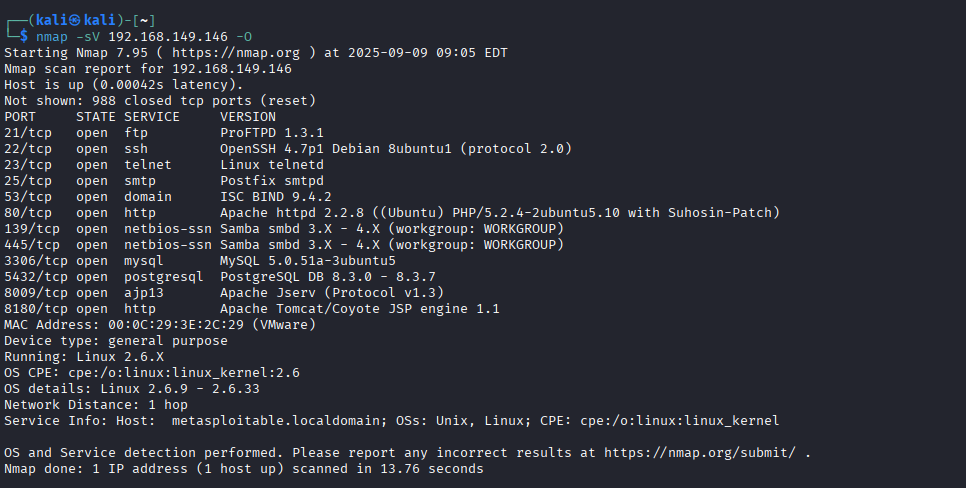 ┌──(kali㉿kali)-[~]
└─$ nmap -sV 192.168.149.146 -O
Starting Nmap 7.95 ( https://nmap.org ) at 2025-09-09 09:05 EDT
Nmap scan report for 192.168.149.146
Host is up (0.00042s latency).
Not shown: 988 closed tcp ports (reset)
PORT     STATE SERVICE     VERSION
21/tcp   open  ftp         ProFTPD 1.3.1
22/tcp   open  ssh         OpenSSH 4.7p1 Debian 8ubuntu1 (protocol 2.0)
23/tcp   open  telnet      Linux telnetd
25/tcp   open  smtp        Postfix smtpd
53/tcp   open  domain      ISC BIND 9.4.2
80/tcp   open  http        Apache httpd 2.2.8 ((Ubuntu) PHP/5.2.4-2ubuntu5.10 with Suhosin-Patch)
139/tcp  open  netbios-ssn Samba smbd 3.X - 4.X (workgroup: WORKGROUP)
445/tcp  open  netbios-ssn Samba smbd 3.X - 4.X (workgroup: WORKGROUP)
3306/tcp open  mysql       MySQL 5.0.51a-3ubuntu5
5432/tcp open  postgresql  PostgreSQL DB 8.3.0 - 8.3.7
8009/tcp open  ajp13       Apache Jserv (Protocol v1.3)
8180/tcp open  http        Apache Tomcat/Coyote JSP engine 1.1
MAC Address: 00:0C:29:3E:2C:29 (VMware)
Device type: general purpose
Running: Linux 2.6.X
OS CPE: cpe:/o:linux:linux_kernel:2.6
OS details: Linux 2.6.9 - 2.6.33
Network Distance: 1 hop
Service Info: Host:  metasploitable.localdomain; OSs: Unix, Linux; CPE: cpe:/o:linux:linux_kernel

OS and Service detection performed. Please report any incorrect results at https://nmap.org/submit/ .
Nmap done: 1 IP address (1 host up) scanned in 13.76 seconds